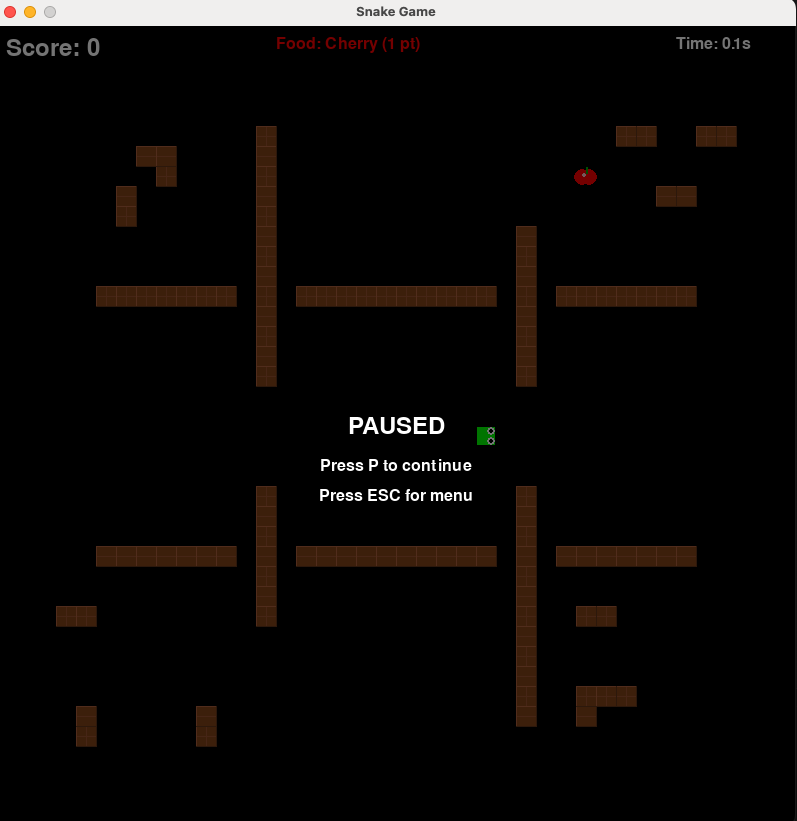 Snake Game
Score: 0
Food: Cherry (1 pt)
Time: 0.1s
PAUSED
Press P to continue
Press ESC for menu